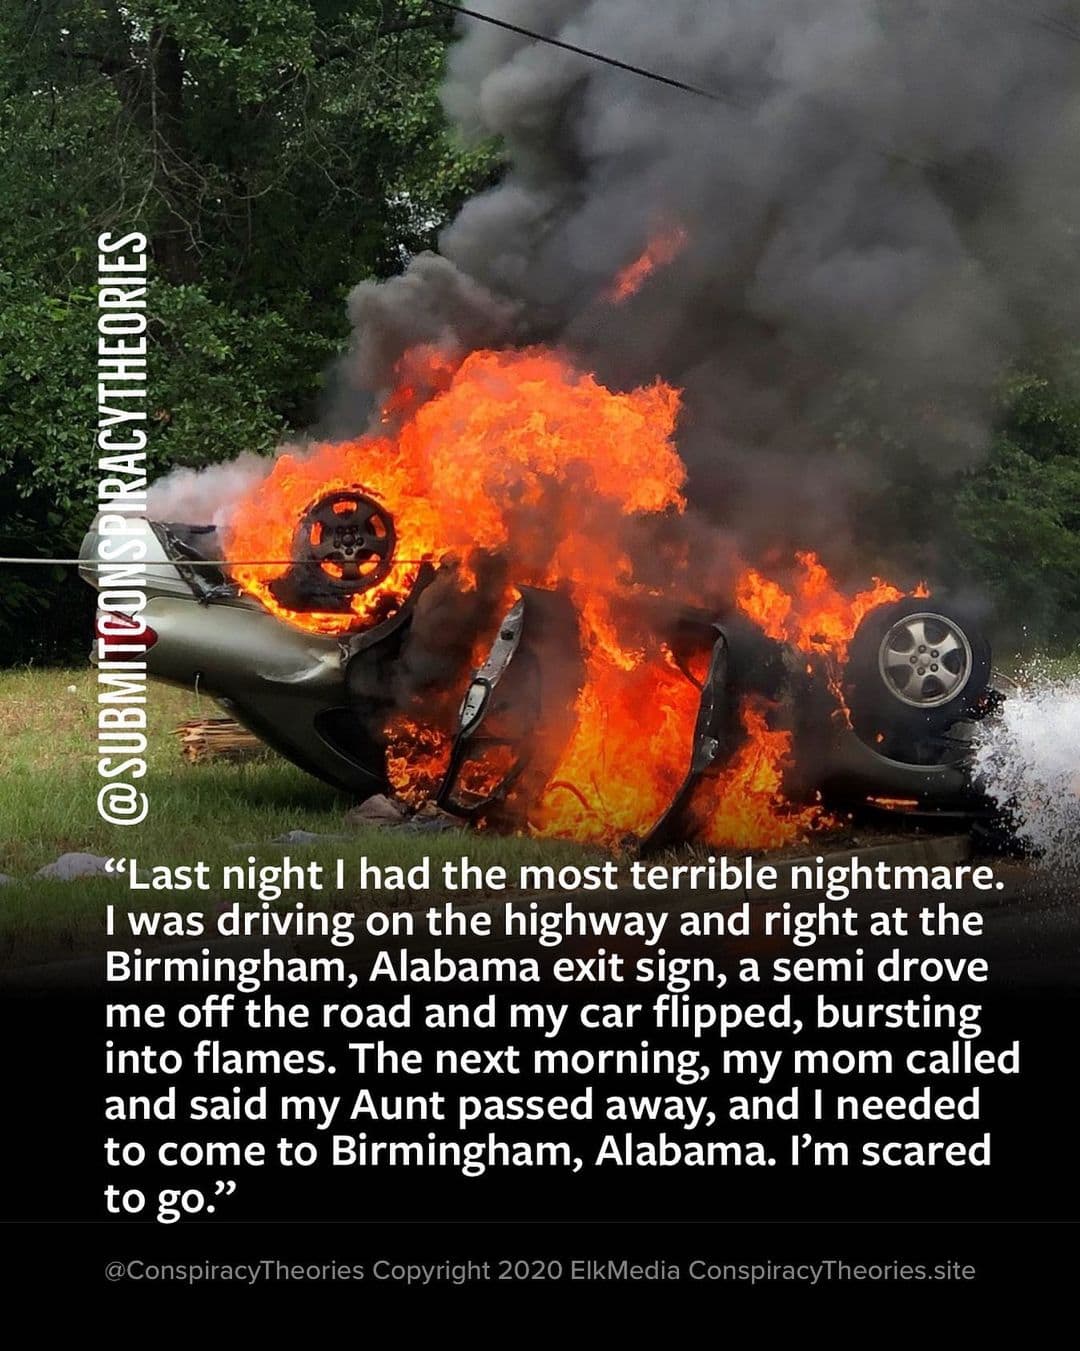 @SUBMITCONSPIRACYTHEORIES
“Last night I had the most terrible nightmare.
I was driving on the highway and right at the
Birmingham, Alabama exit sign, a semi drove
me off the road and my car flipped, bursting
into flames. The next morning, my mom called
and said my Aunt passed away, and I needed
to come to Birmingham, Alabama. I’m scared
to go.”
@ConspiracyTheories Copyright 2020 ElkMedia ConspiracyTheories.site